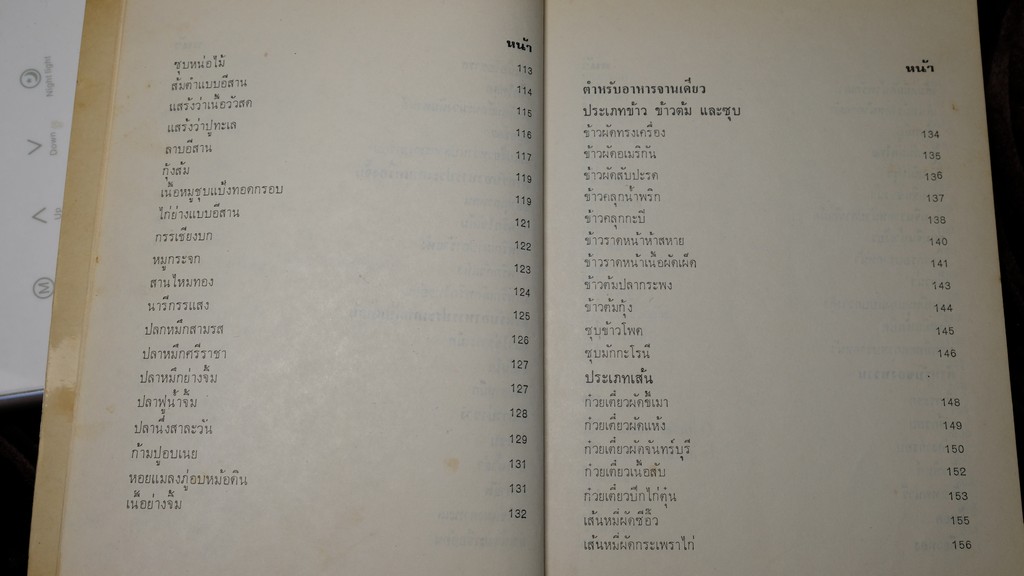 Night light
Down
Up
M
หน้า
ซุบหน่อไม้ 113
ส้มตำแบบอีสาน 114
แสร้งว่าเนื้อวัวสด 115
แสร้งว่าปูทะเล 116
ลาบอีสาน 117
กุ้งส้ม 119
เนื้อหมูชุบแป้งทอดกรอบ 119
ไก่ย่างแบบอีสาน 121
กรรเชียงบก 122
หมูกระจก 123
สานไหมทอง 124
นารีกรรแสง 125
ปลกหมึกสามรส 126
ปลาหมึกศรีราชา 127
ปลาหมึกย่างจิ้ม 127
ปลาฟูน้ำจิ้ม 128
ปลานึ่งสาละวัน 129
ก้ามปูอบเนย 131
หอยแมลงภู่อบหม้อดิน 131
เนื้อย่างจิ้ม 132
หน้า
ตำหรับอาหารจานเดียว
ประเภทข้าว ข้าวต้ม และซุบ
ข้าวผัดทรงเครื่อง 134
ข้าวผัดอเมริกัน 135
ข้าวผัดสับปะรด 136
ข้าวคลุกน้ำพริก 137
ข้าวคลุกกะปิ 138
ข้าวราดหน้าห้าสหาย 140
ข้าวราดหน้าเนื้อผัดเผ็ด 141
ข้าวต้มปลากระพง 143
ข้าวต้มกุ้ง 144
ซุบข้าวโพด 145
ซุบมักกะโรนี 146
ประเภทเส้น
ก๋วยเตี๋ยวผัดขี้เมา 148
ก๋วยเตี๋ยวผัดแห้ง 149
ก๋วยเตี๋ยวผัดจันทร์บุรี 150
ก๋วยเตี๋ยวเนื้อสับ 152
ก๋วยเตี๋ยวปีกไก่ตุ๋น 153
เส้นหมี่ผัดซีอิ๊ว 155
เส้นหมี่ผัดกระเพราไก่ 156